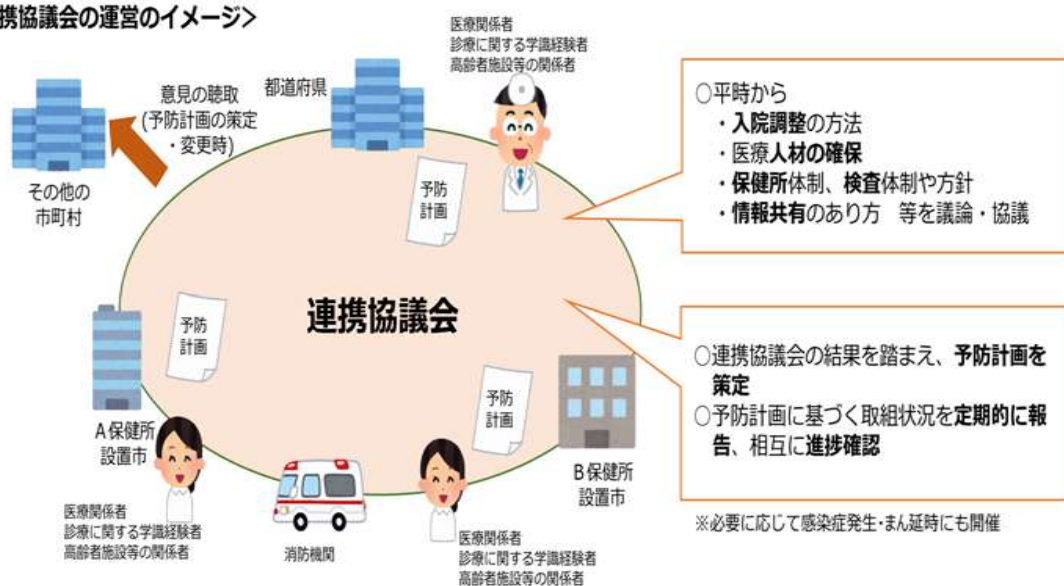 携協議会の運営のイメージ＞
医療関係者
診療に関する学識経験者
高齢者施設等の関係者
都道府県
意見の聴取
(予防計画の策定
・変更時)
その他の
市町村
予防
計画
○平時から
・入院調整の方法
・医療人材の確保
・保健所体制、検査体制や方針
・情報共有のあり方　等を議論・協議
連携協議会
予防
計画
予防
計画
○連携協議会の結果を踏まえ、予防計画を
策定
○予防計画に基づく取組状況を定期的に報
告、相互に進捗確認
※必要に応じて感染症発生・まん延時にも開催
A保健所
設置市
B保健所
設置市
医療関係者
診療に関する学識経験者
高齢者施設等の関係者
消防機関
医療関係者
診療に関する学識経験者
高齢者施設等の関係者